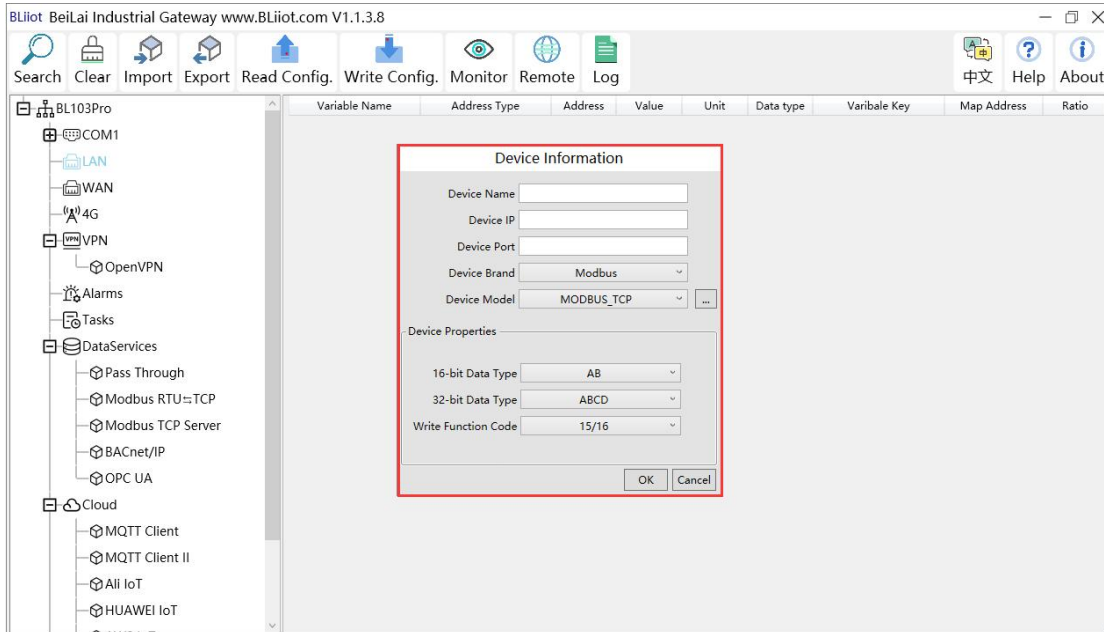 BLiiot BeiLai Industrial Gateway www.BLiiot.com V1.1.3.8
Search Clear Import Export Read Config. Write Config. Monitor Remote Log 中文 Help About
BL103Pro
COM1
LAN
WAN
4G
VPN VPN
OpenVPN
Alarms
Tasks
DataServices
Pass Through
Modbus RTU⇆TCP
Modbus TCP Server
BACnet/IP
OPC UA
Cloud
MQTT Client
MQTT Client II
Ali IoT
HUAWEI IoT
Variable Name Address Type Address Value Unit Data type Varibale Key Map Address Ratio
Device Information
Device Name
Device IP
Device Port
Device Brand Modbus
Device Model MODBUS_TCP ...
Device Properties
16-bit Data Type AB
32-bit Data Type ABCD
Write Function Code 15/16
OK Cancel